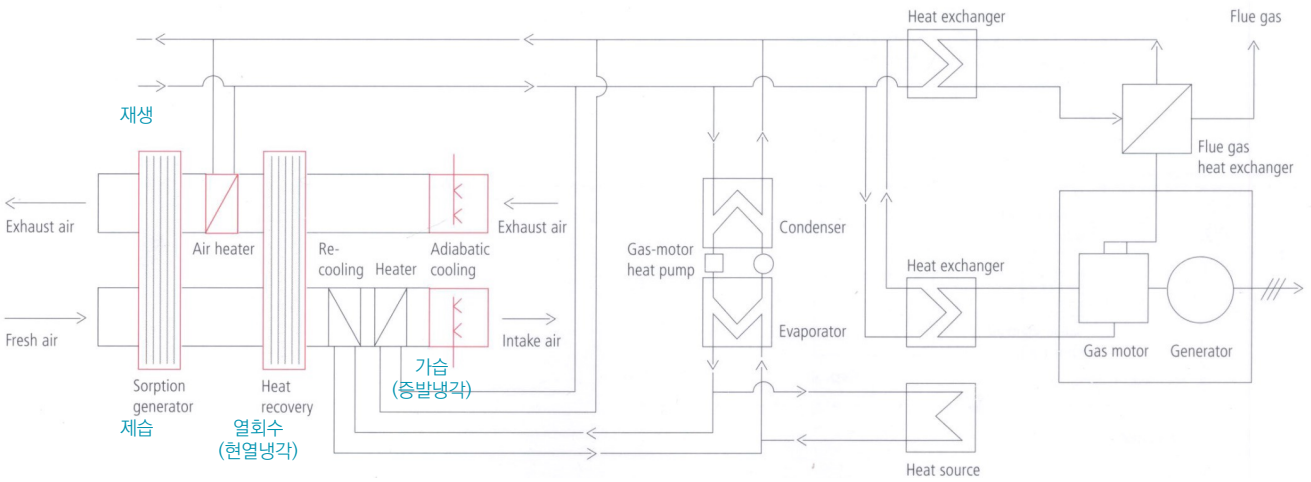 Heat exchanger
Flue gas
재생
Flue gas
heat exchanger
Exhaust air
Air heater
Exhaust air
Re-
cooling
Heater
Adiabatic
cooling
Gas-motor
heat pump
Condenser
Heat exchanger
Fresh air
Intake air
Evaporator
Gas motor
Generator
가습
(증발냉각)
Sorption
generator
제습
Heat
recovery
열회수
(현열냉각)
Heat source